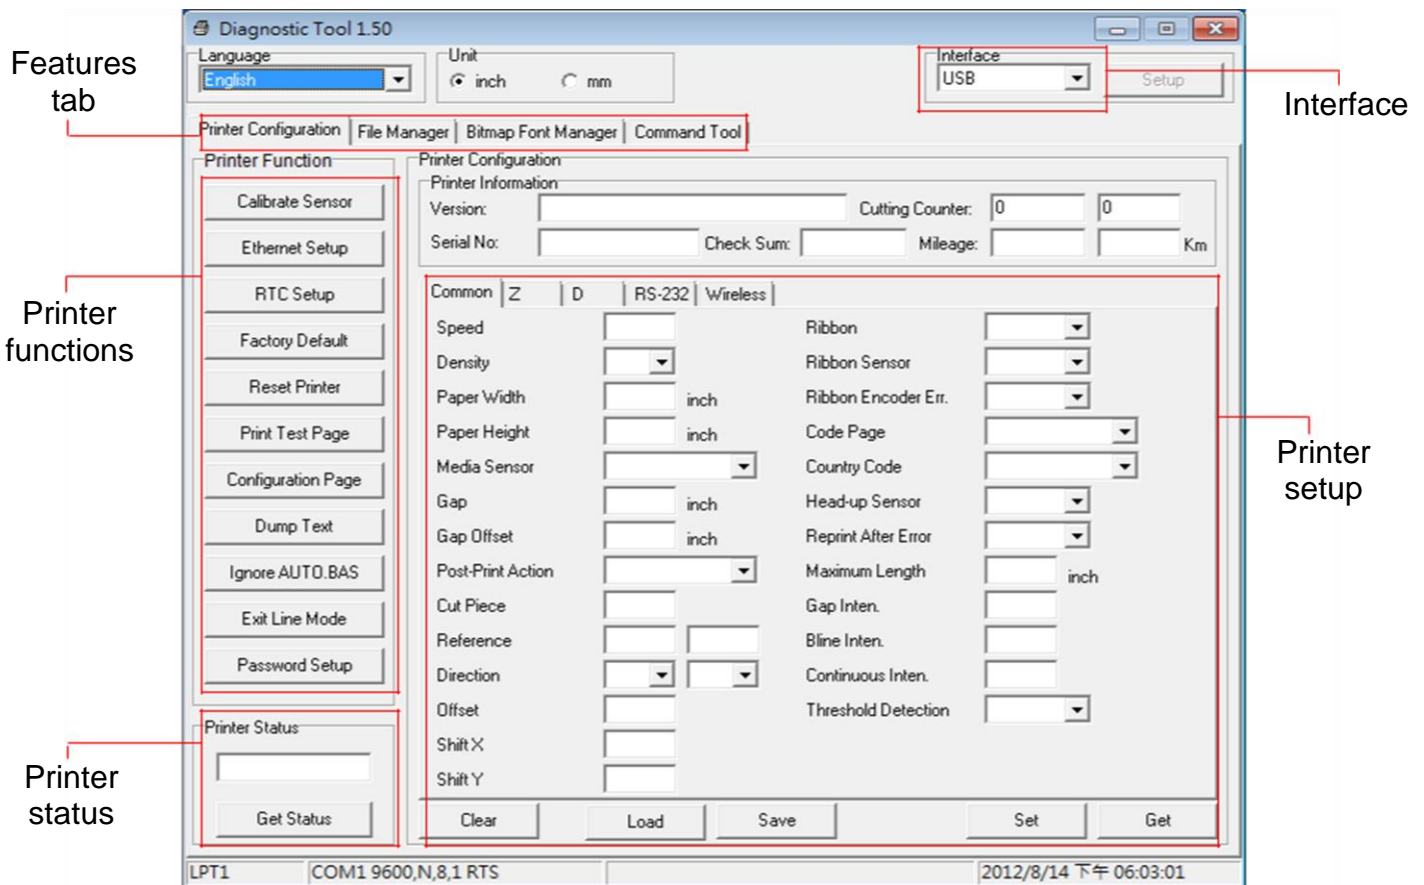 Diagnostic Tool 1.50
Features
tab
Language
English
Unit
inch
mm
Interface
USB
Setup
Interface
Printer Configuration
File Manager
Bitmap Font Manager
Command Tool
Printer Function
Calibrate Sensor
Ethernet Setup
RTC Setup
Factory Default
Reset Printer
Print Test Page
Configuration Page
Dump Text
Ignore AUTO.BAS
Exit Line Mode
Password Setup
Printer
functions
Printer Status
Get Status
Printer
status
Printer Configuration
Printer Information
Version:
Cutting Counter: 0 0
Serial No:
Check Sum:
Mileage:
Km
Common
Z
D
RS-232
Wireless
Speed
Density
Paper Width inch
Paper Height inch
Media Sensor
Gap inch
Gap Offset inch
Post-Print Action
Cut Piece
Reference
Direction
Offset
Shift X
Shift Y
Ribbon
Ribbon Sensor
Ribbon Encoder Err.
Code Page
Country Code
Head-up Sensor
Reprint After Error
Maximum Length inch
Gap Inten.
Bline Inten.
Continuous Inten.
Threshold Detection
Printer
setup
Clear
Load
Save
Set
Get
LPT1
COM1 9600,N,8,1 RTS
2012/8/14 下午 06:03:01